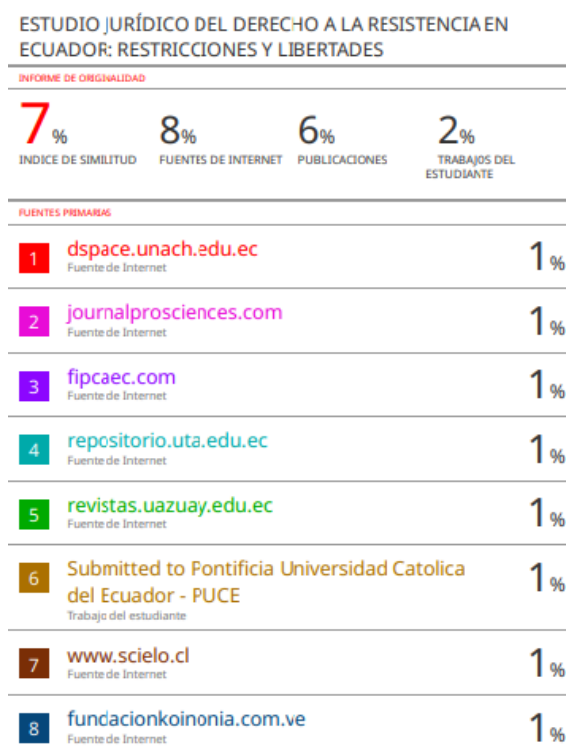 ESTUDIO JURÍDICO DEL DERECHO A LA RESISTENCIA EN
ECUADOR: RESTRICCIONES Y LIBERTADES
INFORME DE ORIGINALIDAD
7%
INDICE DE SIMILITUD
8%
FUENTES DE INTERNET
6%
PUBLICACIONES
2%
TRABAJOS DEL
ESTUDIANTE
FUENTES PRIMARIAS
1
dspace.unach.edu.ec
Fuente de Internet
1%
2
journalprosciences.com
Fuente de Internet
1%
3
fipcaec.com
Fuente de Internet
1%
4
repositorio.uta.edu.ec
Fuente de Internet
1%
5
revistas.uazuay.edu.ec
Fuente de Internet
1%
6
Submitted to Pontificia Universidad Catolica
del Ecuador - PUCE
Trabajo del estudiante
1%
7
www.scielo.cl
Fuente de Internet
1%
8
fundacionkoinonia.com.ve
Fuente de Internet
1%